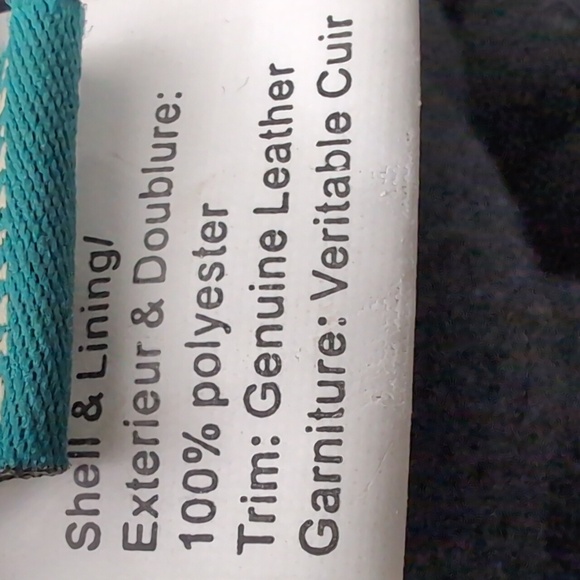 Shell & Lining/
Exterieur & Doublure:
100% polyester
Trim: Genuine Leather
Garniture: Veritable Cuir